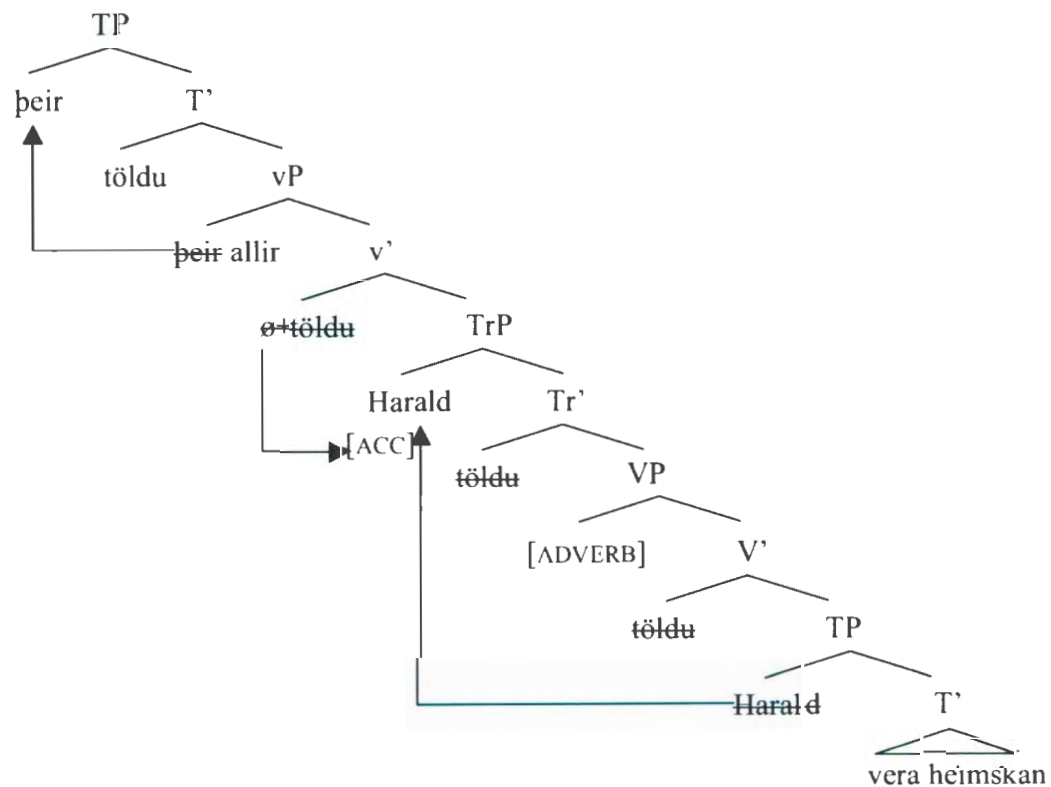 TP
þeir T’
töldu vP
þeir allir v’
ø+töldu TrP
Harald Tr’
[ACC]
töldu VP
[ADVERB] V’
töldu TP
Harald T’
vera heimskan